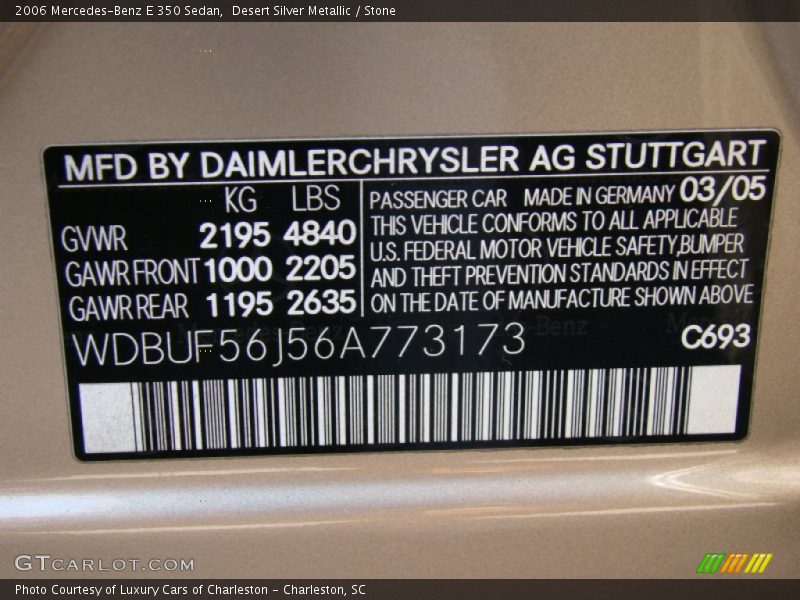 2006 Mercedes-Benz E 350 Sedan,  Desert Silver Metallic / Stone
MFD BY DAIMLERCHRYSLER AG STUTTGART
KG LBS
GVWR 2195 4840
GAWR FRONT 1000 2205
GAWR REAR 1195 2635
PASSENGER CAR MADE IN GERMANY 03/05
THIS VEHICLE CONFORMS TO ALL APPLICABLE
U.S. FEDERAL MOTOR VEHICLE SAFETY,BUMPER
AND THEFT PREVENTION STANDARDS IN EFFECT
ON THE DATE OF MANUFACTURE SHOWN ABOVE
WDBUF56J56A773173
C693
GTCARLOT.COM
Photo Courtesy of Luxury Cars of Charleston - Charleston, SC